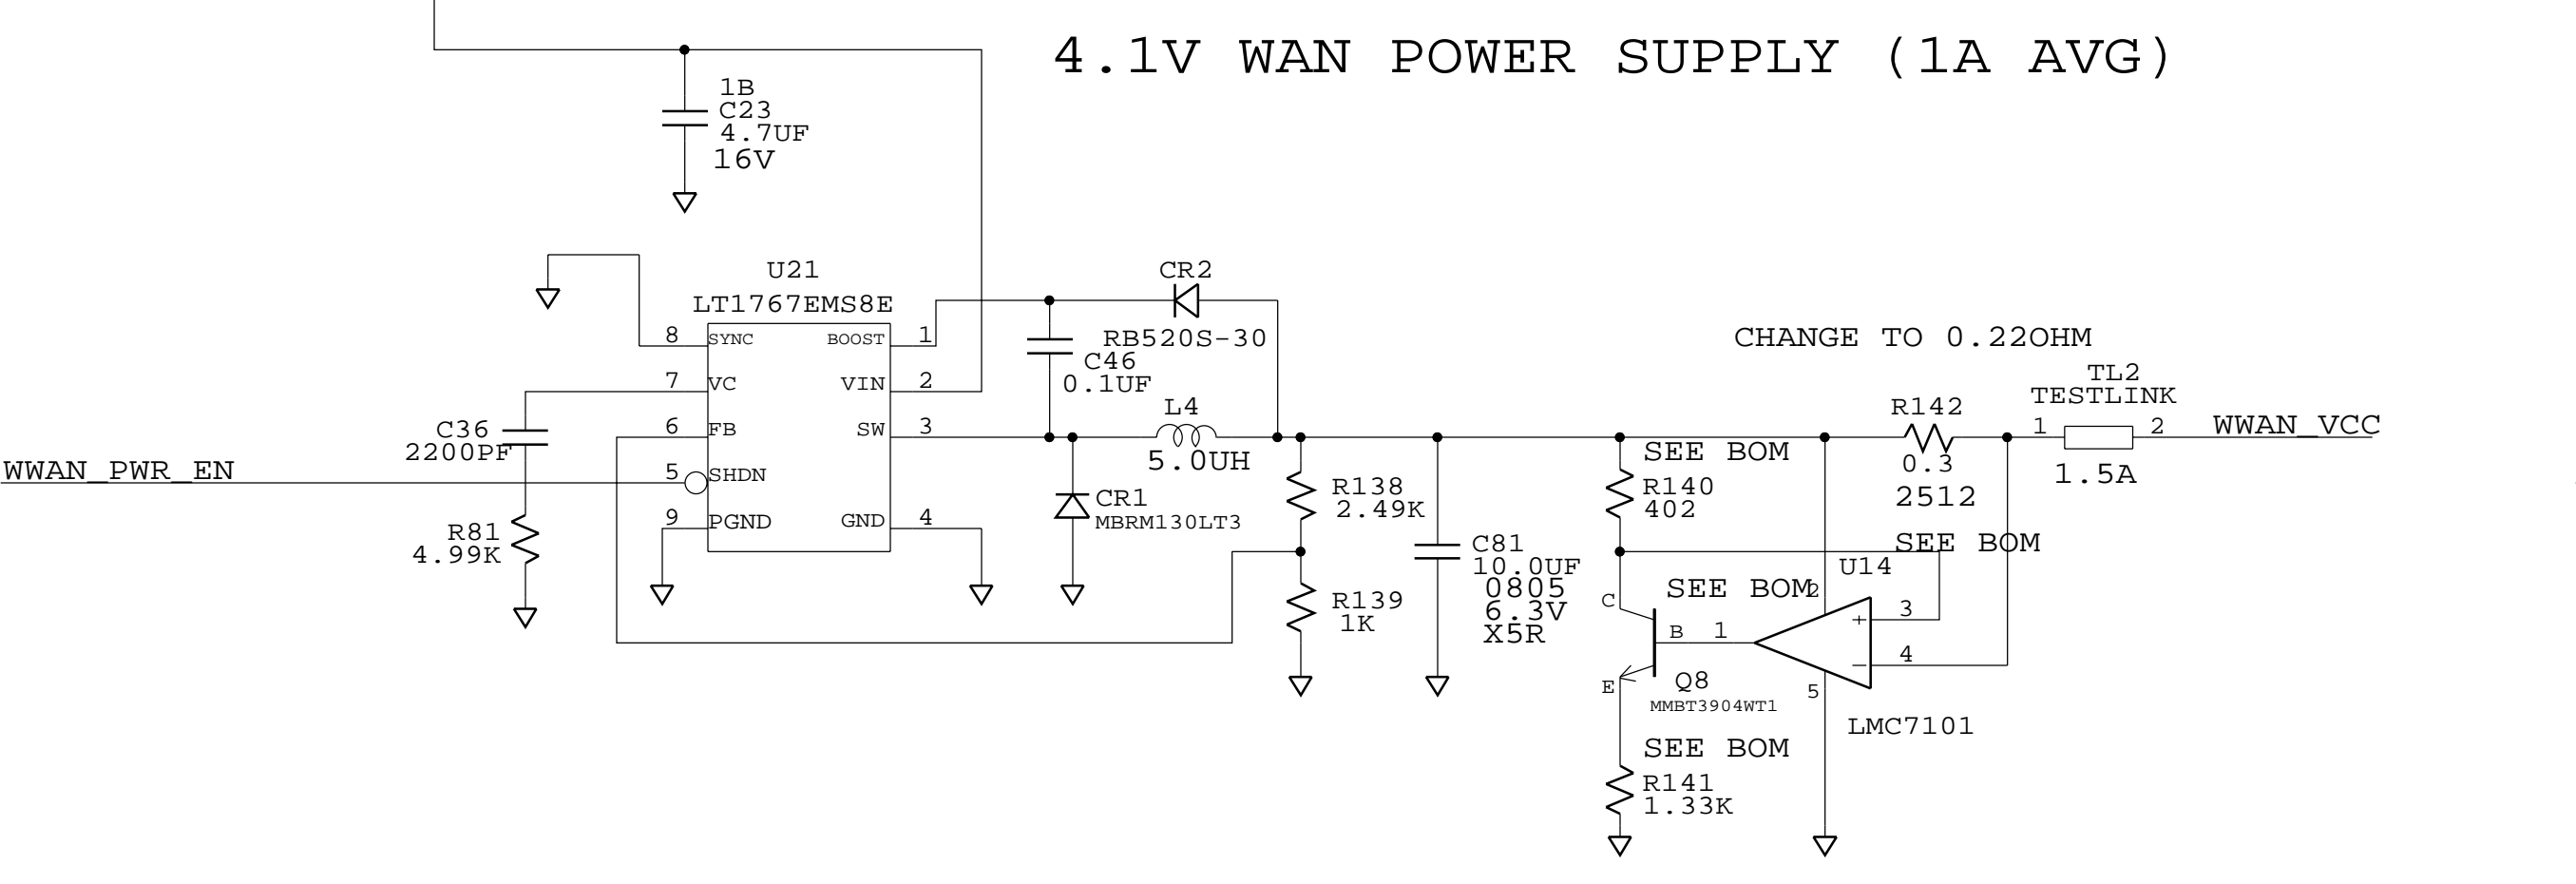 4.1V WAN POWER SUPPLY (1A AVG)
1B
C23
4.7UF
16V
U21
LT1767EMS8E
8
SYNC
BOOST
1
7
VC
VIN
2
6
FB
SW
3
5
SHDN
9
PGND
GND
4
C36
2200PF
WWAN_PWR_EN
R81
4.99K
CR2
RB520S-30
C46
0.1UF
L4
5.0UH
CR1
MBRM130LT3
R138
2.49K
R139
1K
C81
10.0UF
0805
6.3V
X5R
CHANGE TO 0.22OHM
TL2
TESTLINK
R142
1
2
WWAN_VCC
0.3
2512
1.5A
SEE BOM
R140
402
SEE BOM
U14
SEE BOM
2
C
B
1
+
3
-
4
E
5
Q8
MMBT3904WT1
LMC7101
SEE BOM
R141
1.33K